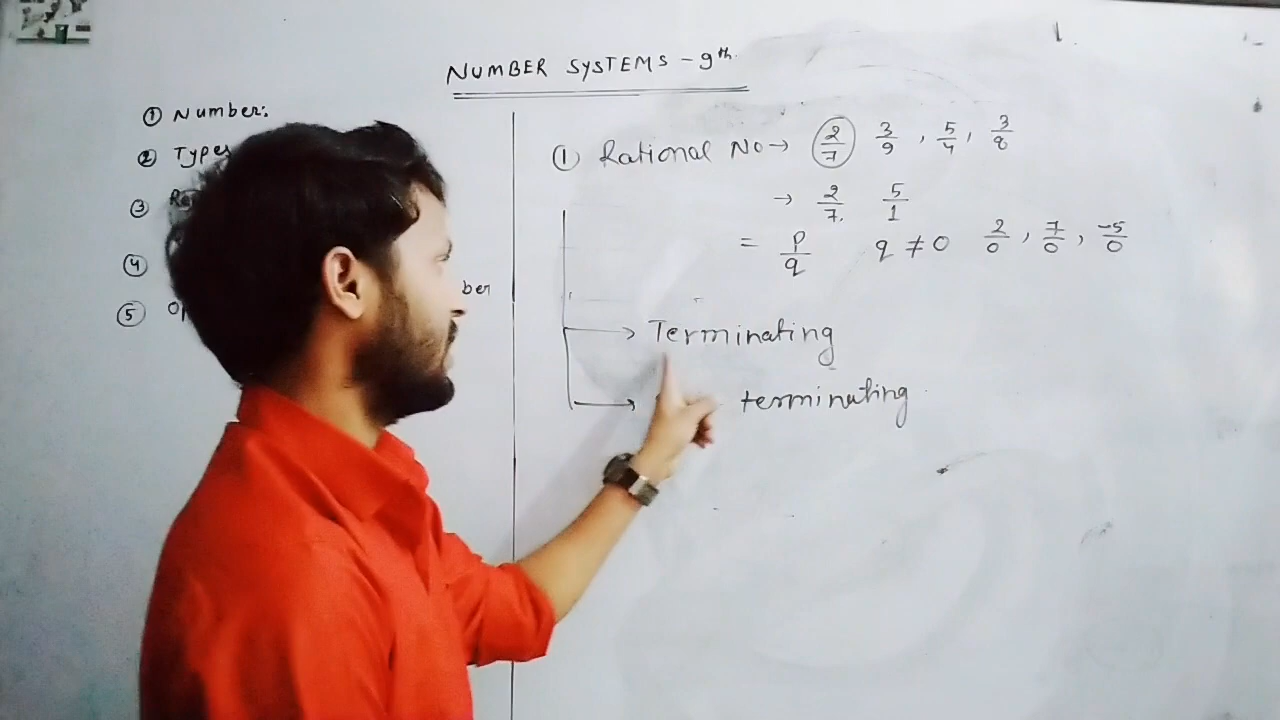 NUMBER SYSTEMS - 9th.
① Number:
② Types
③
④ ber
⑤ Op
① Rational No → 2/7 3/9 , 5/4 , 3/8
→ 2/7. 5/1
= p/q q ≠ 0 2/0 , 7/0 , -5/0
→ Terminating
→ terminating